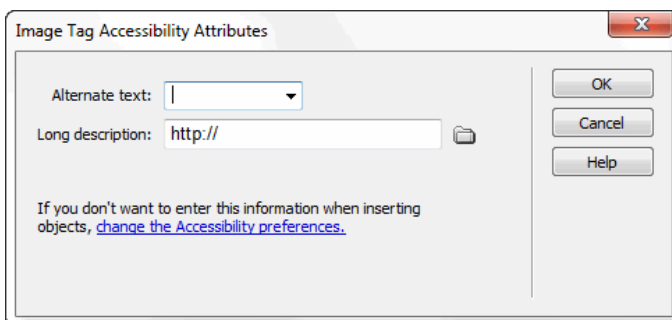 Image Tag Accessibility Attributes
Alternate text:
OK
Long description: http://
Cancel
Help
If you don't want to enter this information when inserting
objects, change the Accessibility preferences.